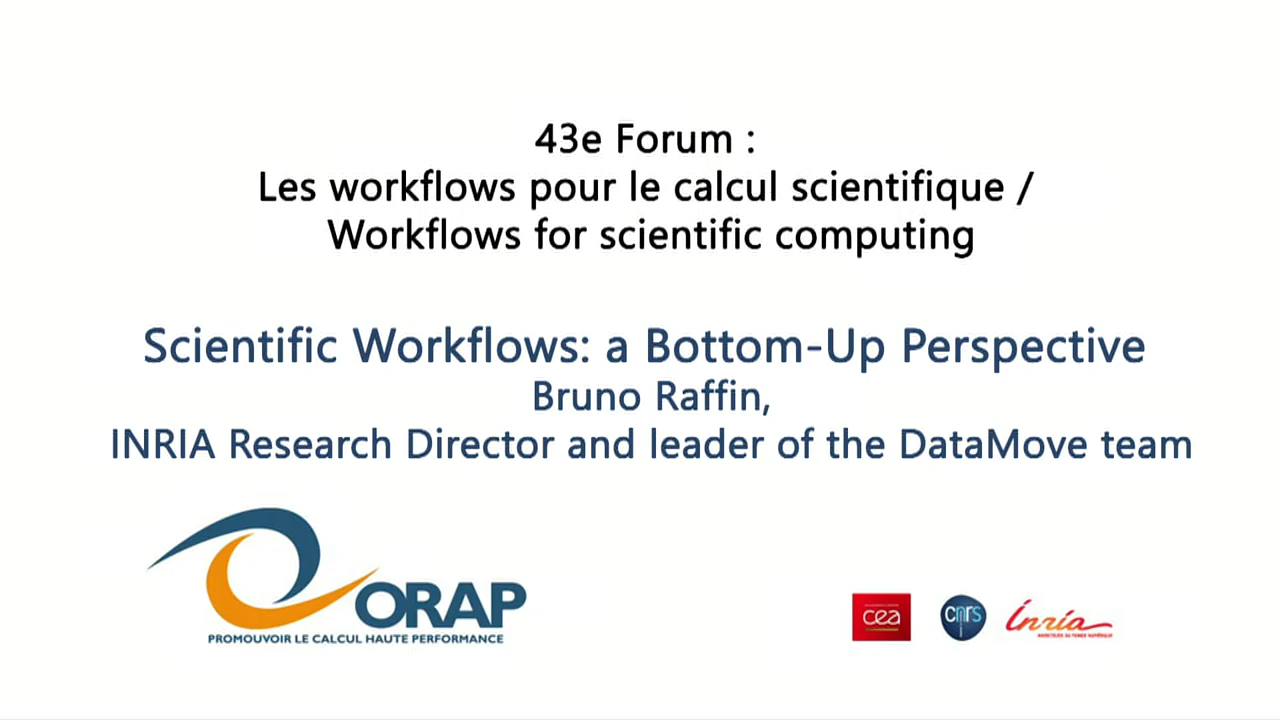 43e Forum :
Les workflows pour le calcul scientifique /
Workflows for scientific computing
Scientific Workflows: a Bottom-Up Perspective
Bruno Raffin,
INRIA Research Director and leader of the DataMove team
ORAP
PROMOUVOIR LE CALCUL HAUTE PERFORMANCE
cea
cnrs
inria